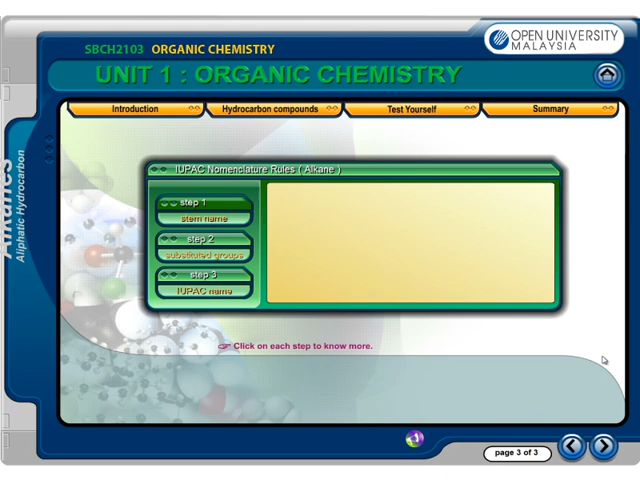 OPEN UNIVERSITY
MALAYSIA
SBCH2103 ORGANIC CHEMISTRY
UNIT 1 : ORGANIC CHEMISTRY
Introduction
Hydrocarbon compounds
Test Yourself
Summary
Alkanes
Aliphatic Hydrocarbon
IUPAC Nomenclature Rules ( Alkane )
step 1
stem name
step 2
substituted groups
step 3
IUPAC name
Click on each step to know more.
page 3 of 3